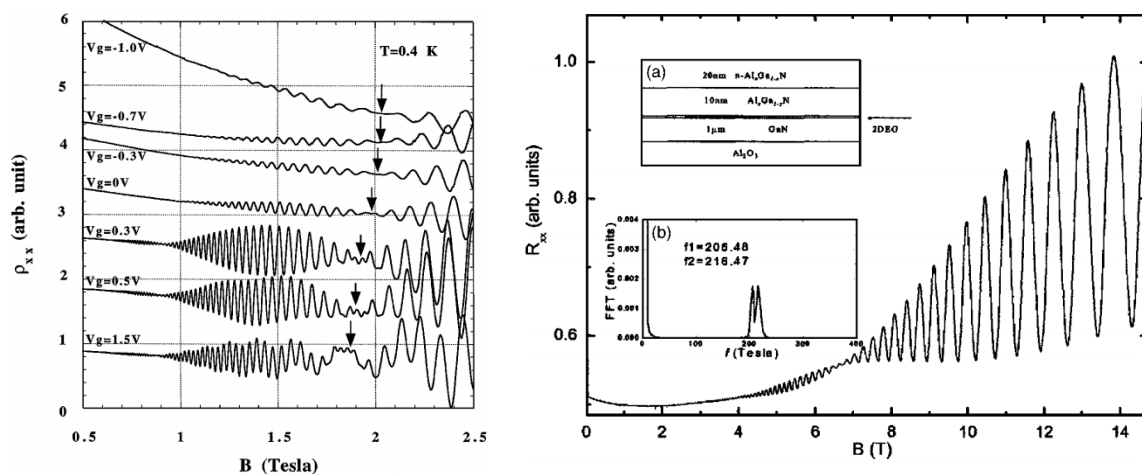 6
Vg=-1.0V
T=0.4 K
5
Vg=-0.7V
4
Vg=-0.3V
Vg=0V
3
Vg=0.3V
2
Vg=0.5V
1
Vg=1.5V
0
0.5 1 1.5 2 2.5
B (Tesla)
ρxx (arb. unit)
1.0
0.8
0.6
Rxx (arb. units)
(a)
20nm n-AlxGa1-xN
10nm AlxGa1-xN
1μm GaN
Al2O3
2DEG
(b)
f1=206.48
f2=216.47
0.004
0.003
0.002
0.001
0.000
FFT (arb. units)
0 100 200 300 400
f (Tesla)
0 2 4 6 8 10 12 14
B (T)